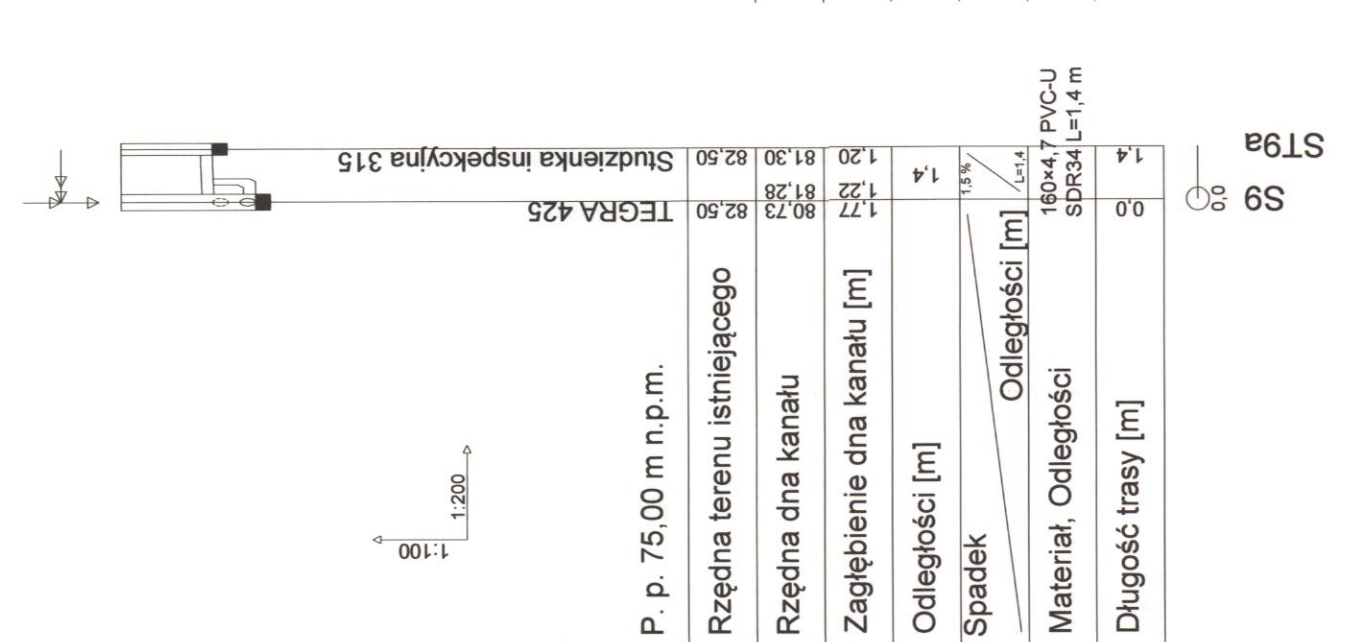 1:100
1:200
TEGRA 425
Studzienka inspekcyjna 315
P. p. 75,00 m n.p.m.
Rzędna terenu istniejącego
82,50
82,50
Rzędna dna kanału
80,73
81,28
81,30
Zagłębienie dna kanału [m]
1,77
1,22
1,20
Odległości [m]
1,4
Spadek
Odległości [m]
1,5 %
L=1,4
Materiał, Odległości
160×4,7 PVC-U
SDR34 L=1,4 m
Długość trasy [m]
0,0
1,4
0,0
S9
ST9a